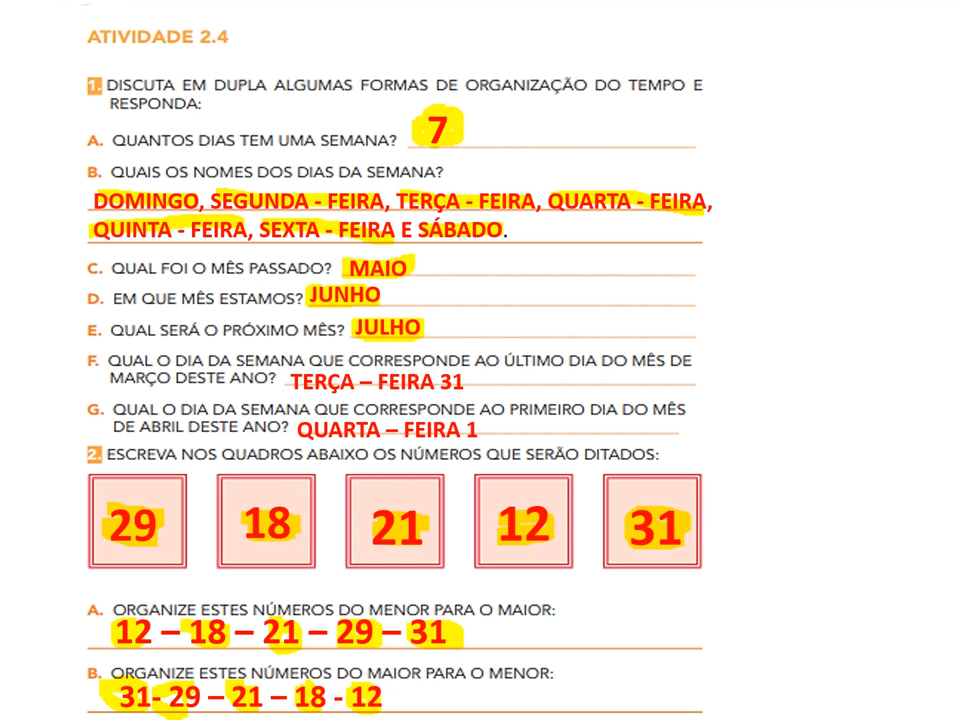 ATIVIDADE 2.4
1. DISCUTA EM DUPLA ALGUMAS FORMAS DE ORGANIZAÇÃO DO TEMPO E
RESPONDA:
A. QUANTOS DIAS TEM UMA SEMANA? 7
B. QUAIS OS NOMES DOS DIAS DA SEMANA?
DOMINGO, SEGUNDA - FEIRA, TERÇA - FEIRA, QUARTA - FEIRA,
QUINTA - FEIRA, SEXTA - FEIRA E SÁBADO.
C. QUAL FOI O MÊS PASSADO? MAIO
D. EM QUE MÊS ESTAMOS? JUNHO
E. QUAL SERÁ O PRÓXIMO MÊS? JULHO
F. QUAL O DIA DA SEMANA QUE CORRESPONDE AO ÚLTIMO DIA DO MÊS DE
MARÇO DESTE ANO? TERÇA – FEIRA 31
G. QUAL O DIA DA SEMANA QUE CORRESPONDE AO PRIMEIRO DIA DO MÊS
DE ABRIL DESTE ANO? QUARTA – FEIRA 1
2. ESCREVA NOS QUADROS ABAIXO OS NÚMEROS QUE SERÃO DITADOS:
29 18 21 12 31
A. ORGANIZE ESTES NÚMEROS DO MENOR PARA O MAIOR:
12 – 18 – 21 – 29 – 31
B. ORGANIZE ESTES NÚMEROS DO MAIOR PARA O MENOR:
31- 29 – 21 – 18 - 12